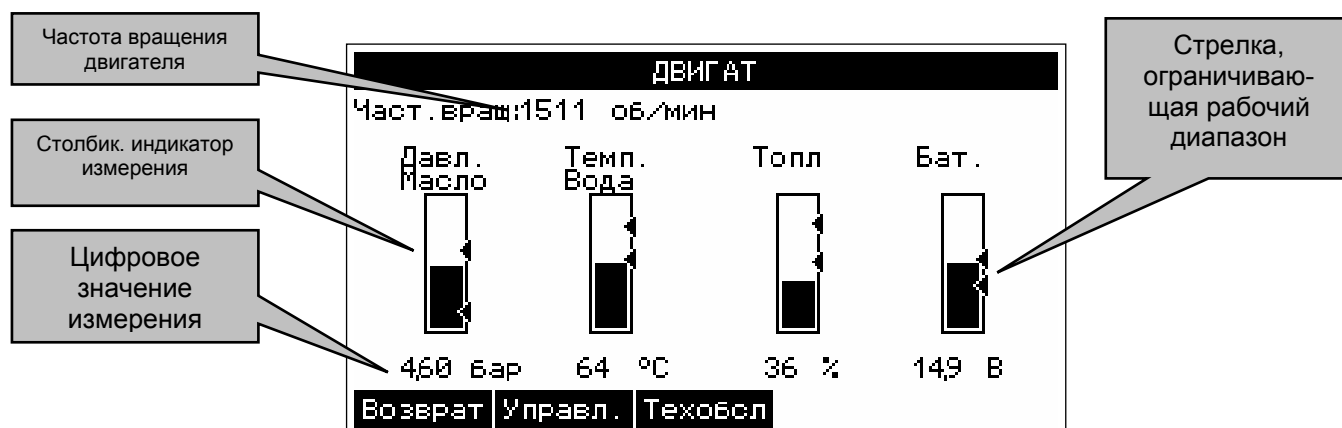 Частота вращения
двигателя
Столбик. индикатор
измерения
Цифровое
значение
измерения
ДВИГАТ
Част.вращ:1511 об/мин
Давл.
Масло
Темп.
Вода
Топл
Бат.
4,60 бар
64 °C
36 %
14,9 В
Возврат Управл. Техобсл
Стрелка,
ограничиваю-
щая рабочий
диапазон